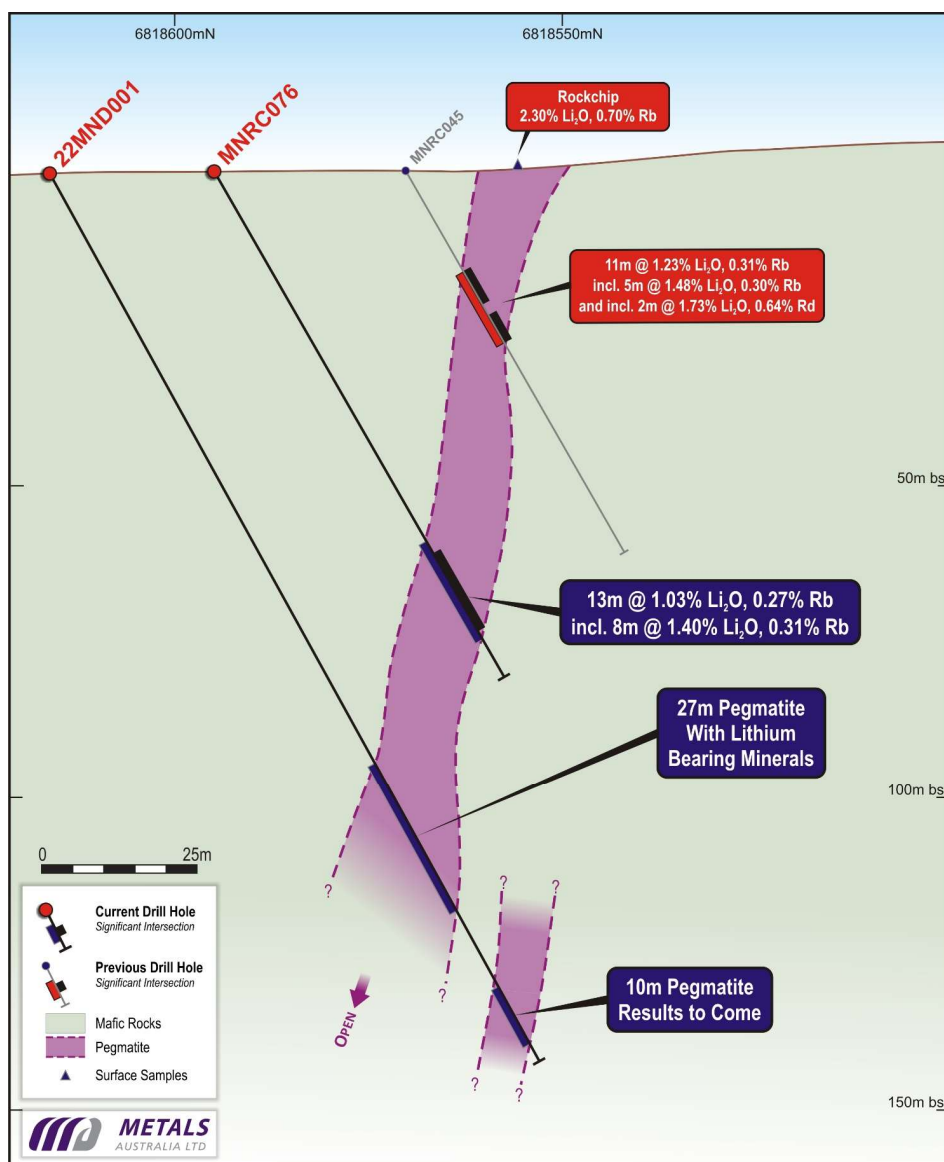 6818600mN
6818550mN
22MND001
MNRC076
MNRC045
Rockchip
2.30% Li₂O, 0.70% Rb
11m @ 1.23% Li₂O, 0.31% Rb
incl. 5m @ 1.48% Li₂O, 0.30% Rb
and incl. 2m @ 1.73% Li₂O, 0.64% Rd
50m bs
13m @ 1.03% Li₂O, 0.27% Rb
incl. 8m @ 1.40% Li₂O, 0.31% Rb
27m Pegmatite
With Lithium
Bearing Minerals
100m bs
0 25m
?
?
?
?
?
?
OPEN
10m Pegmatite
Results to Come
Current Drill Hole
Significant Intersection
Previous Drill Hole
Significant Intersection
Mafic Rocks
Pegmatite
Surface Samples
150m bs
METALS
AUSTRALIA LTD